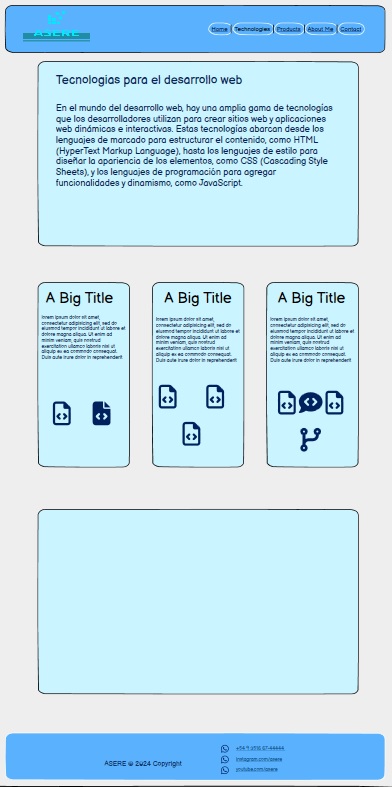 ASERE
Home Technologies Products About Me Contact
Tecnologias para el desarrollo web
En el mundo del desarrollo web, hay una amplia gama de tecnologías
que los desarrolladores utilizan para crear sitios web y aplicaciones
web dinámicas e interactivas. Estas tecnologías abarcan desde los
lenguajes de marcado para estructurar el contenido, como HTML
(HyperText Markup Language), hasta los lenguajes de estilo para
diseñar la apariencia de los elementos, como CSS (Cascading Style
Sheets), y los lenguajes de programación para agregar
funcionalidades y dinamismo, como JavaScript.
A Big Title
lorem ipsum dolor sit amet,
consectetur adipisicing elit, sed do
eiusmod tempor incididunt ut labore et
dolore magna aliqua. Ut enim ad
minim veniam, quis nostrud
exercitation ullamco laboris nisi ut
aliquip ex ea commodo consequat.
Duis aute irure dolor in reprehenderit
A Big Title
lorem ipsum dolor sit amet,
consectetur adipisicing elit, sed do
eiusmod tempor incididunt ut labore et
dolore magna aliqua. Ut enim ad
minim veniam, quis nostrud
exercitation ullamco laboris nisi ut
aliquip ex ea commodo consequat.
Duis aute irure dolor in reprehenderit
A Big Title
lorem ipsum dolor sit amet,
consectetur adipisicing elit, sed do
eiusmod tempor incididunt ut labore et
dolore magna aliqua. Ut enim ad
minim veniam, quis nostrud
exercitation ullamco laboris nisi ut
aliquip ex ea commodo consequat.
Duis aute irure dolor in reprehenderit
ASERE © 2024 Copyright
instagram.com/asere
youtube.com/asere